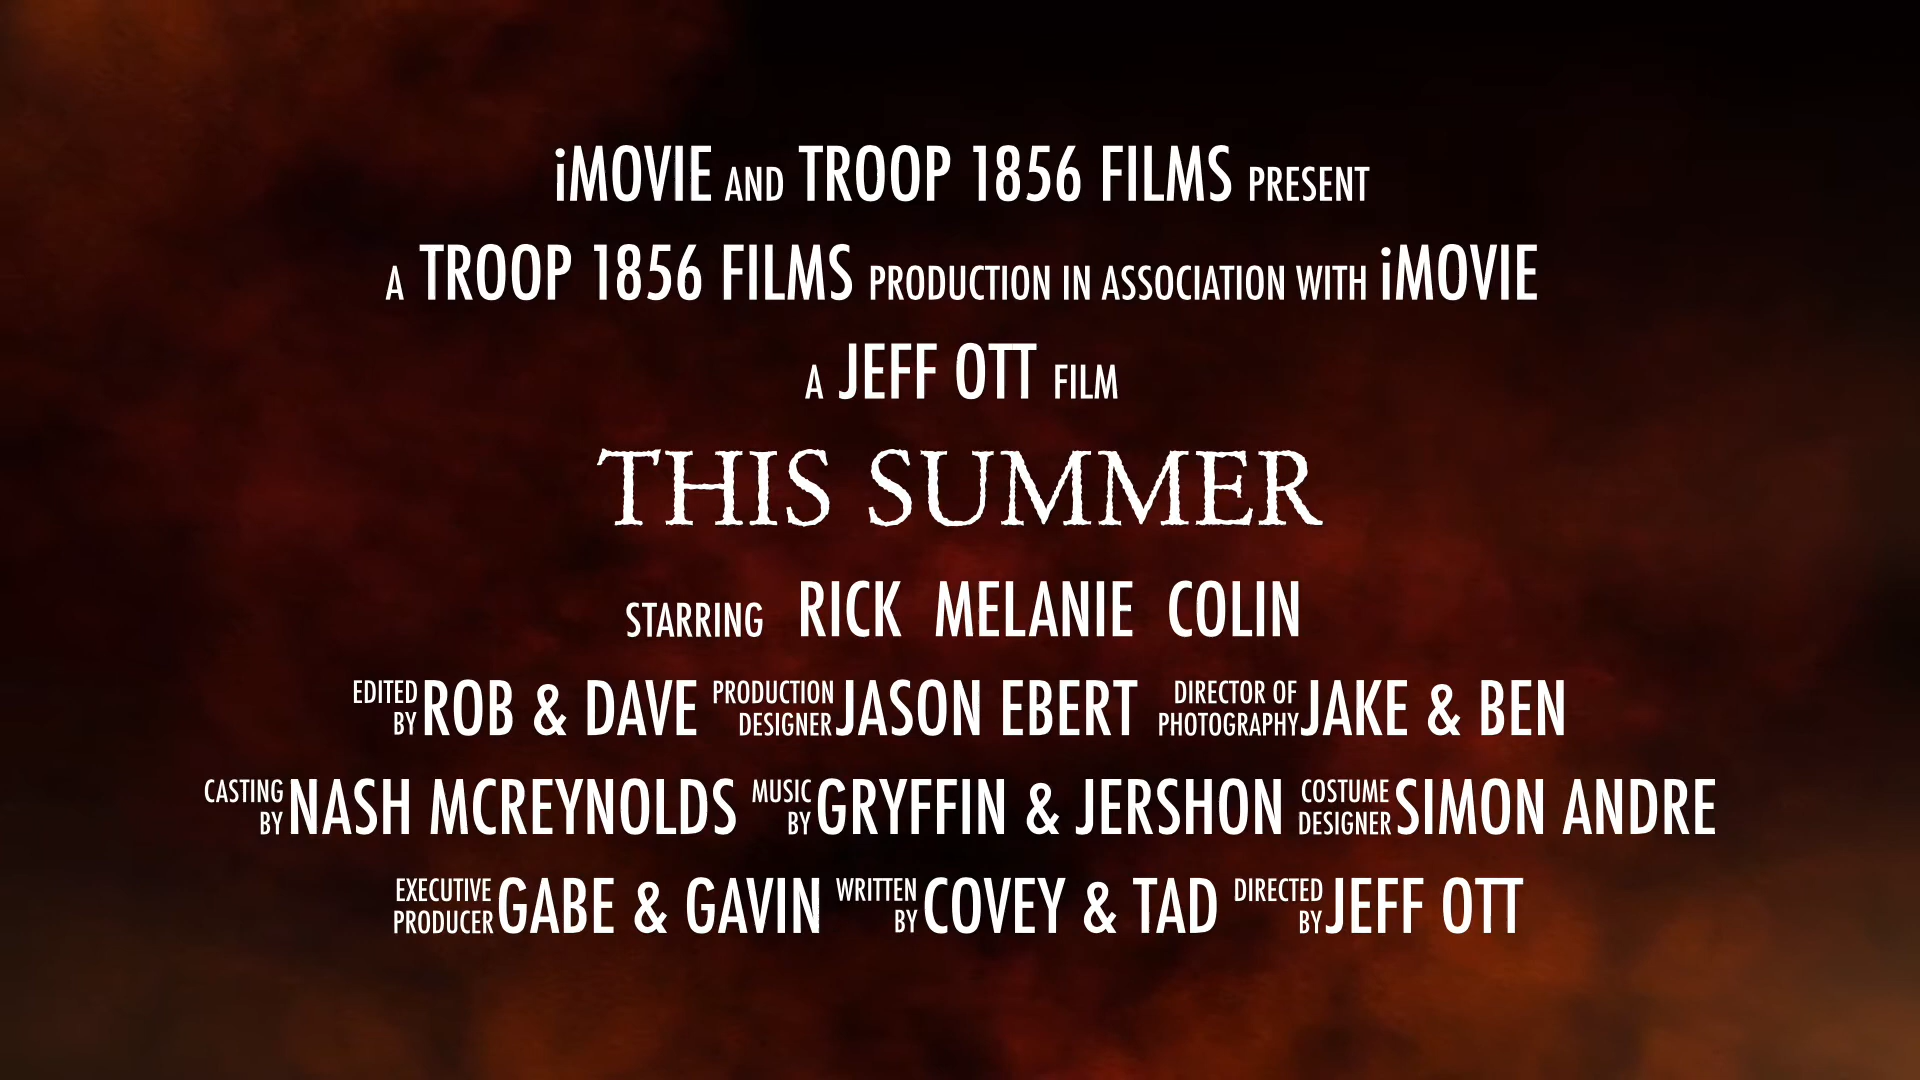 iMOVIE AND TROOP 1856 FILMS PRESENT
A TROOP 1856 FILMS PRODUCTION IN ASSOCIATION WITH iMOVIE
A JEFF OTT FILM
THIS SUMMER
STARRING RICK MELANIE COLIN
EDITED BY ROB & DAVE PRODUCTION DESIGNER JASON EBERT DIRECTOR OF PHOTOGRAPHY JAKE & BEN
CASTING BY NASH MCREYNOLDS MUSIC BY GRYFFIN & JERSHON COSTUME DESIGNER SIMON ANDRE
EXECUTIVE PRODUCER GABE & GAVIN WRITTEN BY COVEY & TAD DIRECTED BY JEFF OTT